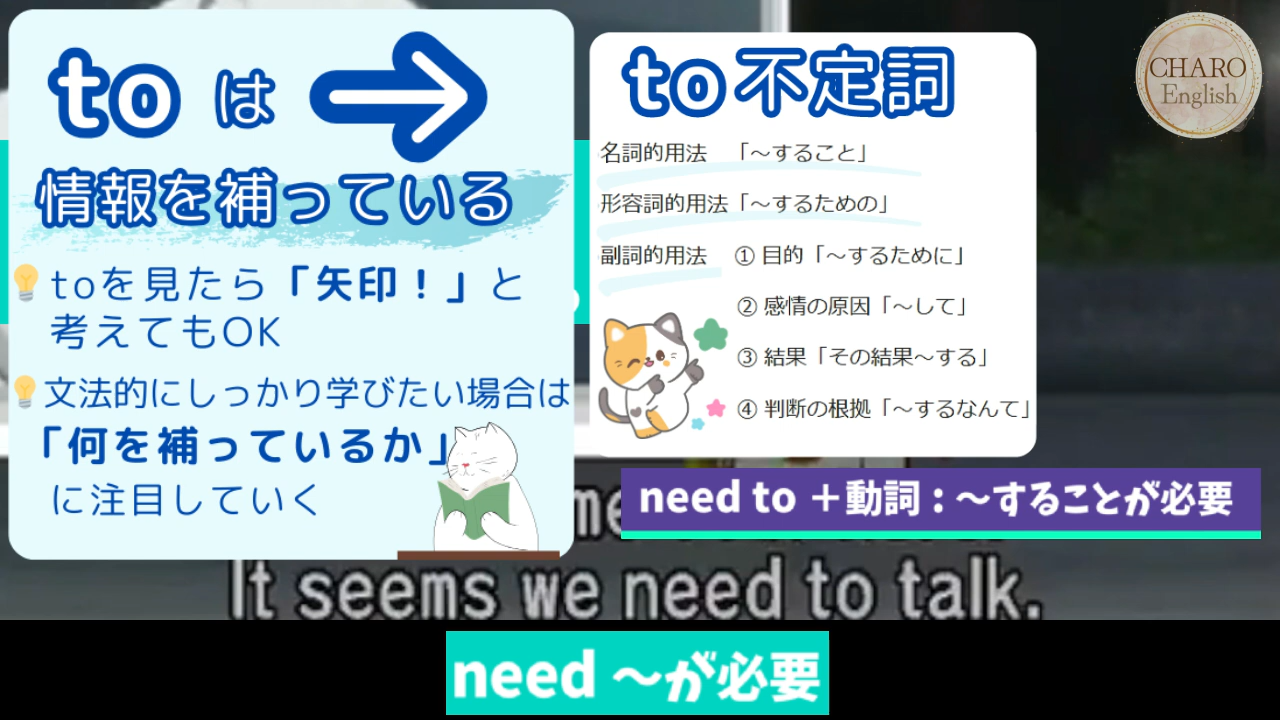 to は
情報を補っている
toを見たら「矢印！」と
考えてもOK
文法的にしっかり学びたい場合は
「何を補っているか」
に注目していく
to不定詞
名詞的用法 「～すること」
形容詞的用法「～するための」
副詞的用法 ① 目的「～するために」
② 感情の原因「～して」
③ 結果「その結果～する」
④ 判断の根拠「～するなんて」
CHARO
English
need to ＋動詞：～することが必要
It seems we need to talk.
need ～が必要